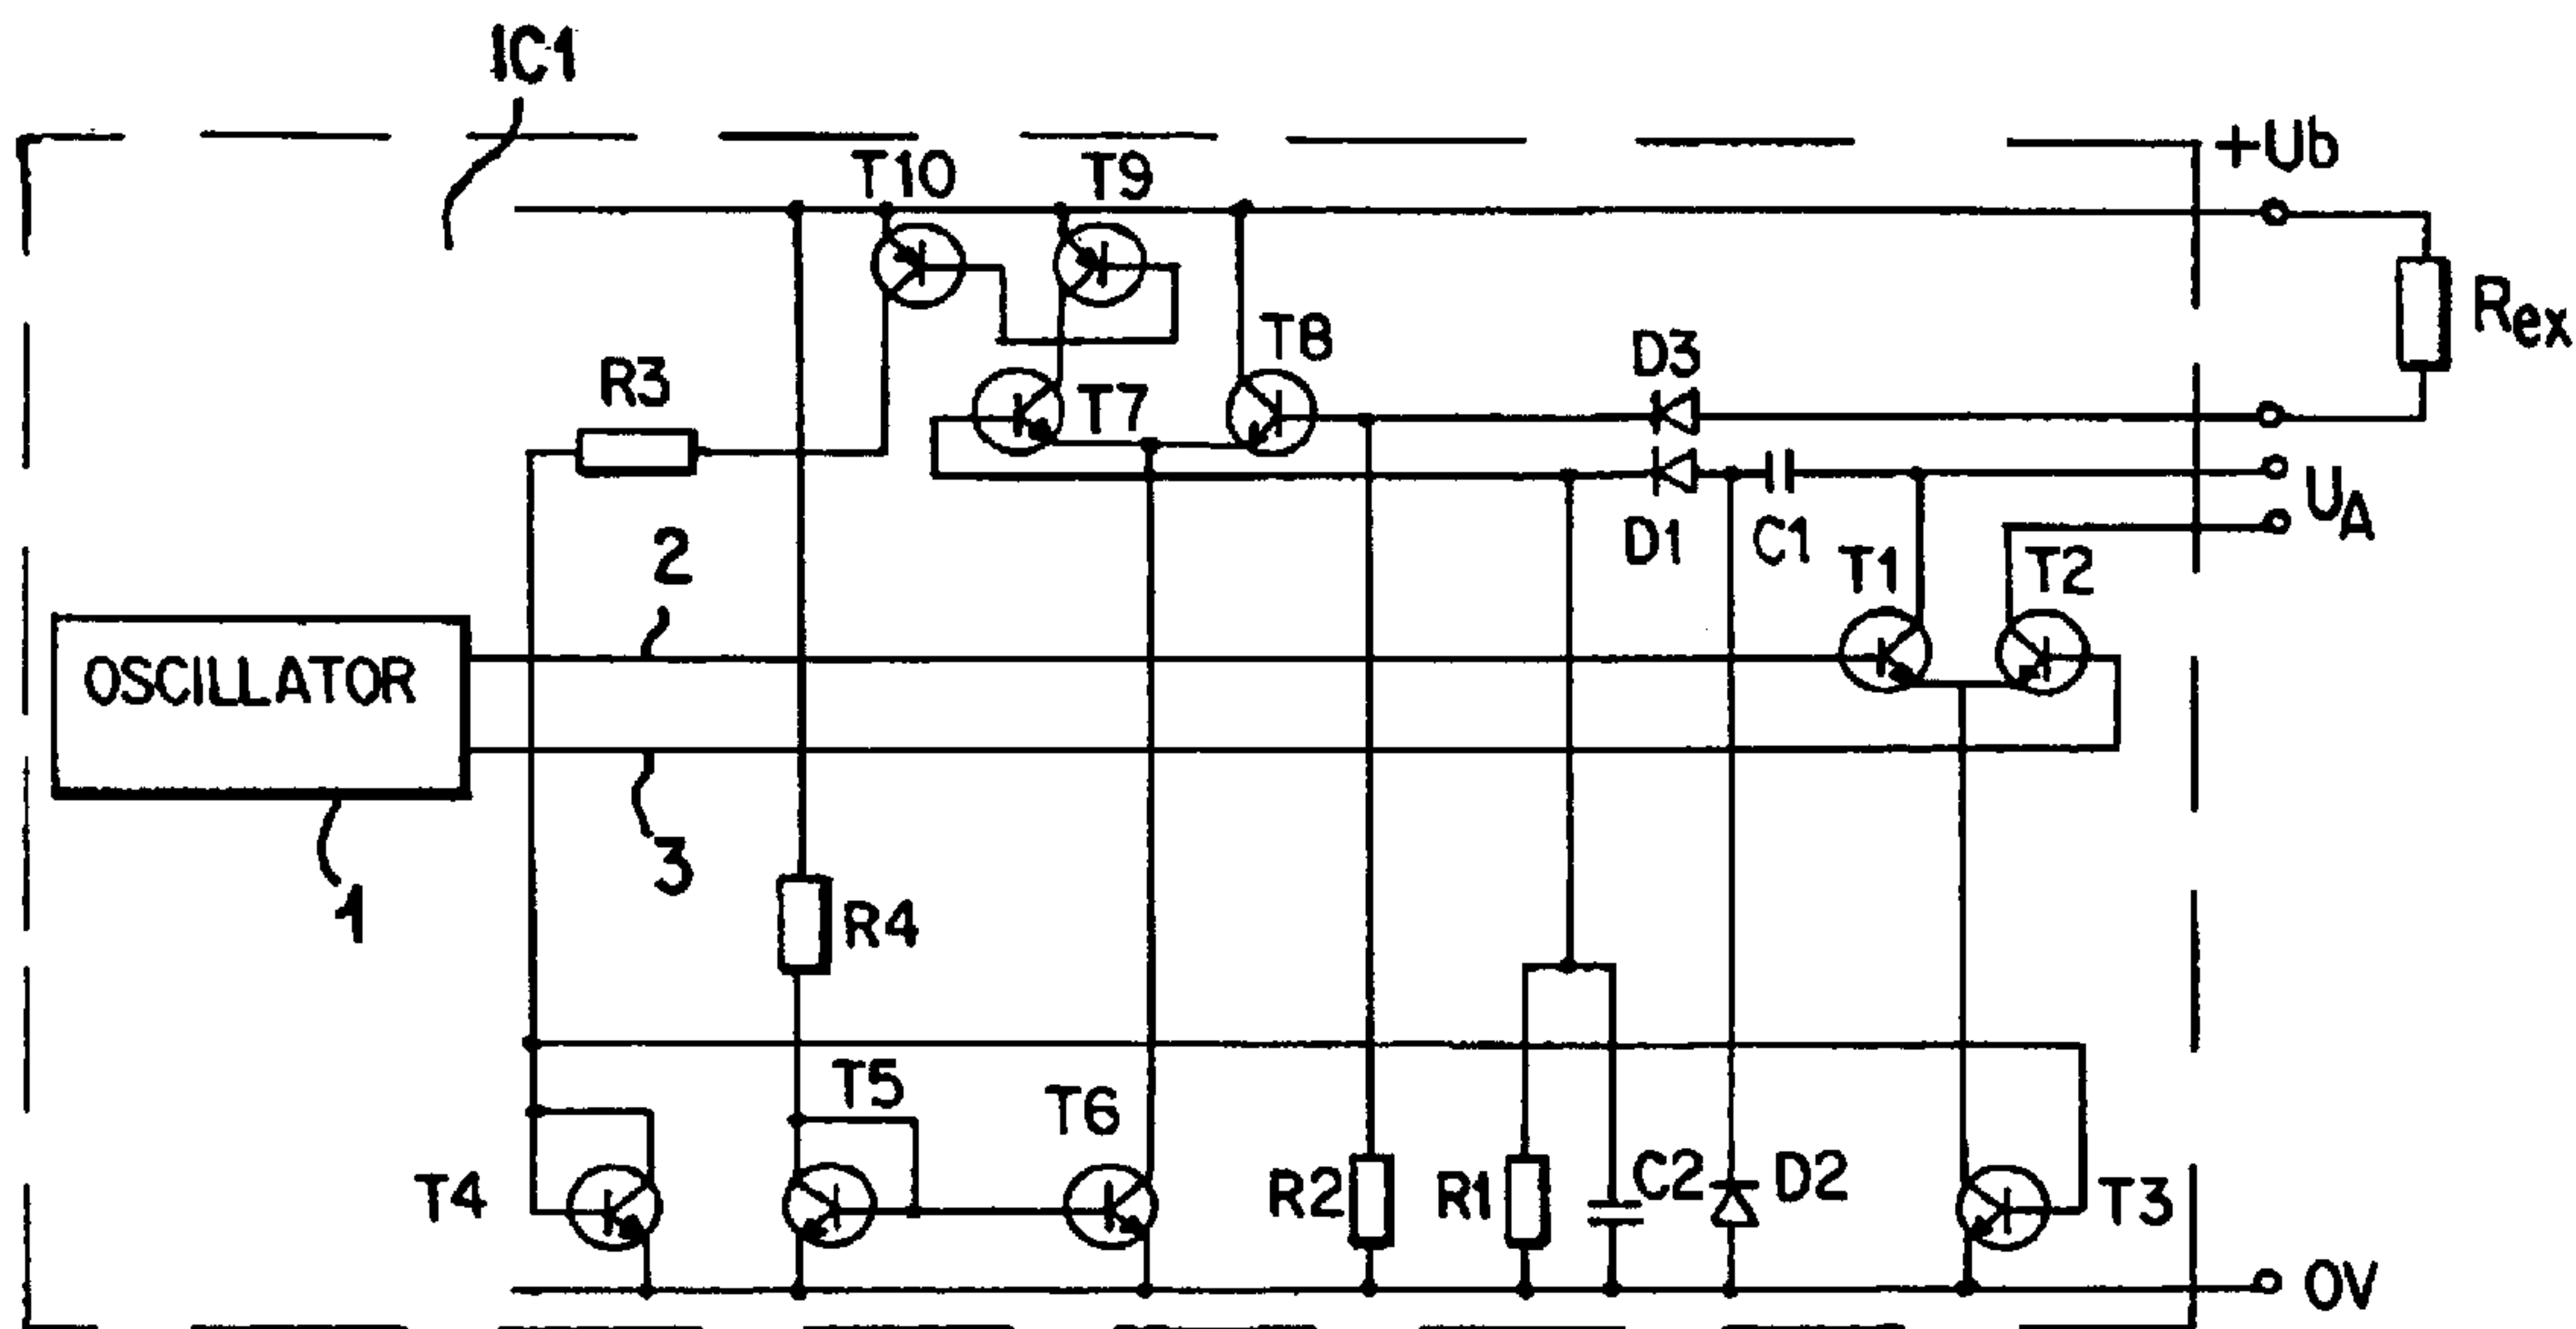 IC1
+Ub
T10
T9
T8
Rex
R3
T7
D3
UA
2
D1
C1
T1
T2
OSCILLATOR
3
1
R4
T5
T6
T4
R2
R1
C2
D2
T3
0V